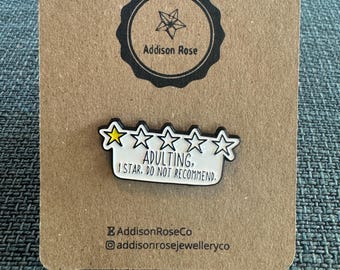 Addison Rose
ADULTING,
1 STAR, DO NOT RECOMMEND.
AddisonRoseCo
addisonrosejewelleryco